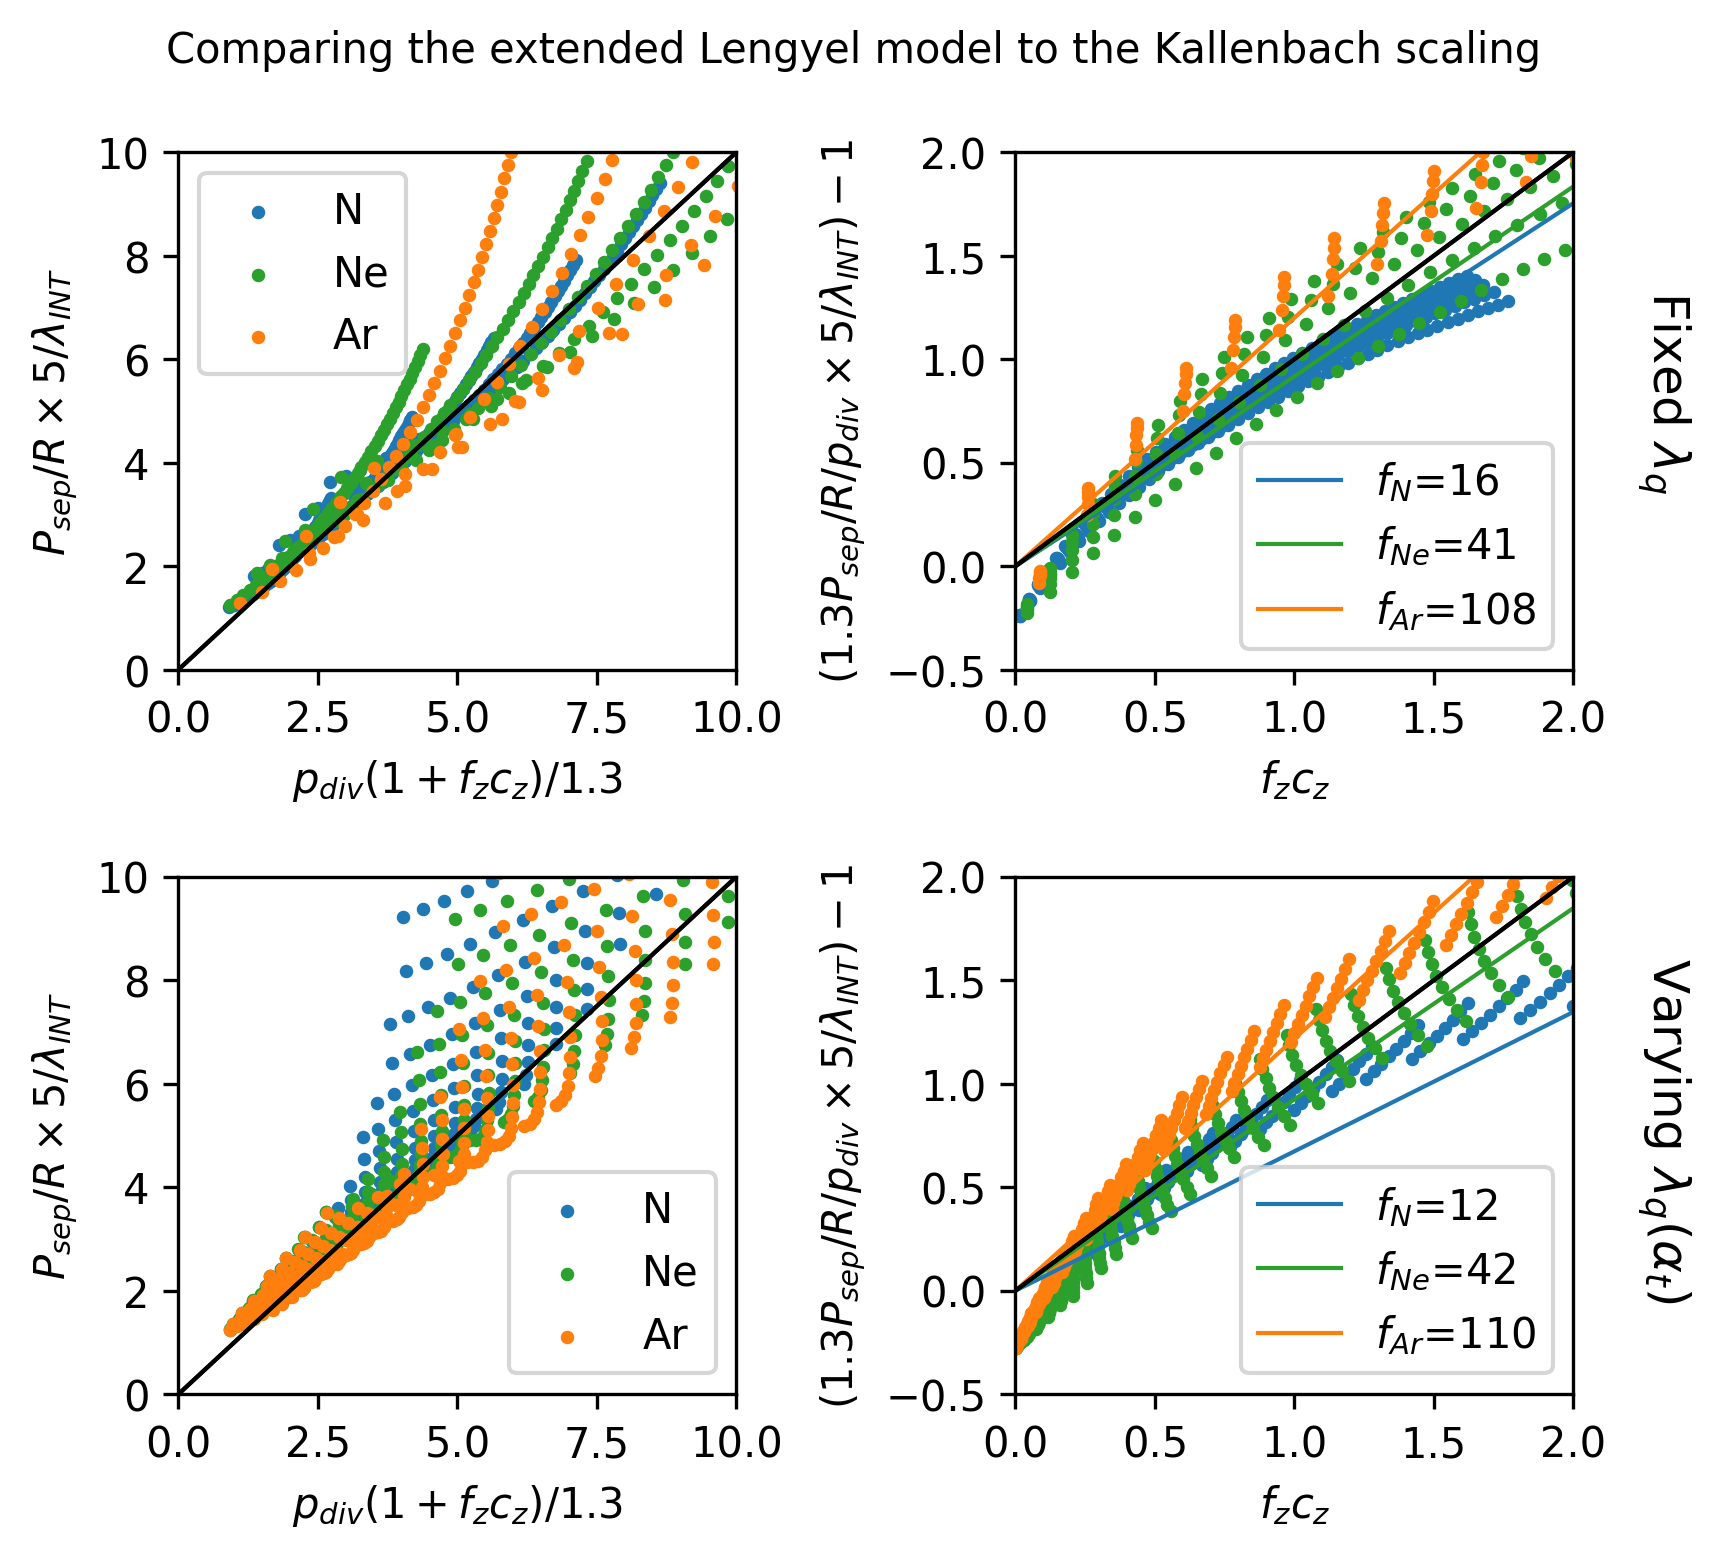 Comparing the extended Lengyel model to the Kallenbach scaling
10
8
6
4
2
0
0.0 2.5 5.0 7.5 10.0
P_sep/R × 5/λ_INT
p_div(1 + f_z c_z)/1.3
N
Ne
Ar
2.0
1.5
1.0
0.5
0.0
−0.5
0.0 0.5 1.0 1.5 2.0
(1.3P_sep/R/p_div × 5/λ_INT) − 1
f_z c_z
f_N=16
f_Ne=41
f_Ar=108
Fixed λ_q
10
8
6
4
2
0
0.0 2.5 5.0 7.5 10.0
P_sep/R × 5/λ_INT
p_div(1 + f_z c_z)/1.3
N
Ne
Ar
2.0
1.5
1.0
0.5
0.0
−0.5
0.0 0.5 1.0 1.5 2.0
(1.3P_sep/R/p_div × 5/λ_INT) − 1
f_z c_z
f_N=12
f_Ne=42
f_Ar=110
Varying λ_q(α_t)